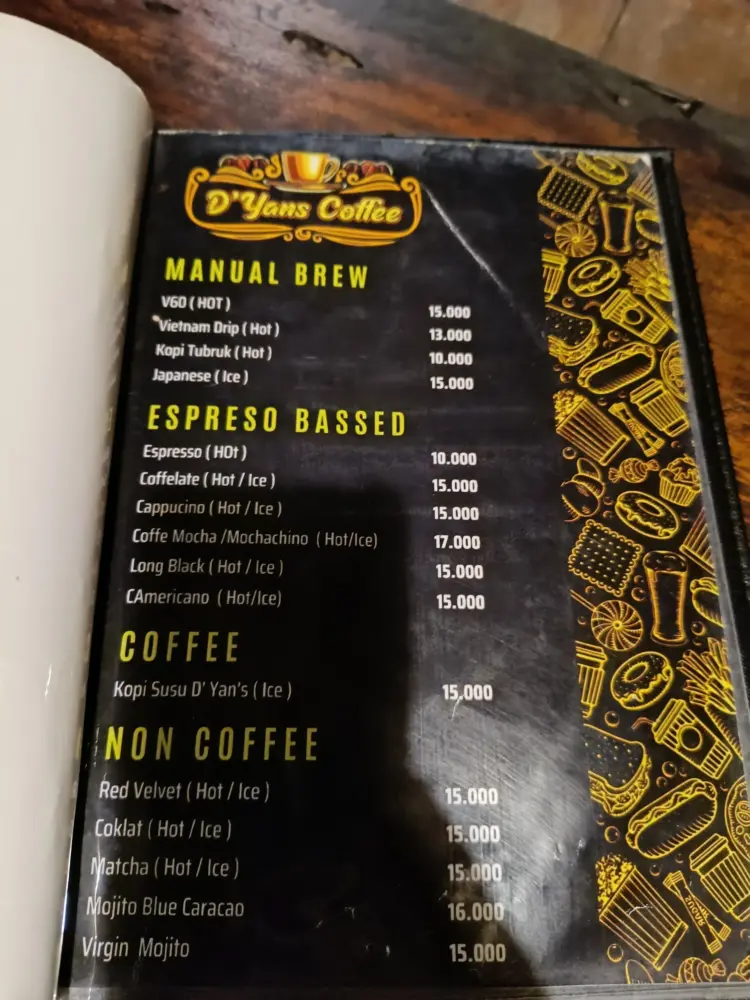 D'Yans Coffee
MANUAL BREW
V60 ( HOT ) 15.000
Vietnam Drip ( Hot ) 13.000
Kopi Tubruk ( Hot ) 10.000
Japanese ( Ice ) 15.000
ESPRESO BASSED
Espresso ( HOt ) 10.000
Coffelate ( Hot / Ice ) 15.000
Cappucino ( Hot / Ice ) 15.000
Coffe Mocha /Mochachino ( Hot/Ice) 17.000
Long Black ( Hot / Ice ) 15.000
CAmericano ( Hot/Ice) 15.000
COFFEE
Kopi Susu D' Yan's ( Ice ) 15.000
NON COFFEE
Red Velvet ( Hot / Ice ) 15.000
Coklat ( Hot / Ice ) 15.000
Matcha ( Hot / Ice ) 15.000
Mojito Blue Caracao 16.000
Virgin Mojito 15.000